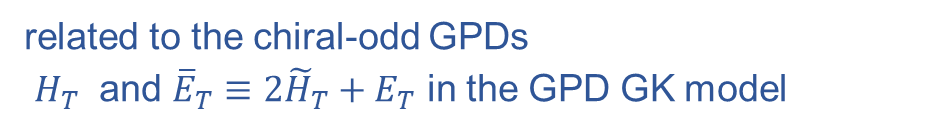 related to the chiral-odd GPDs
H_T and Ē_T ≡ 2H̃_T + E_T in the GPD GK model